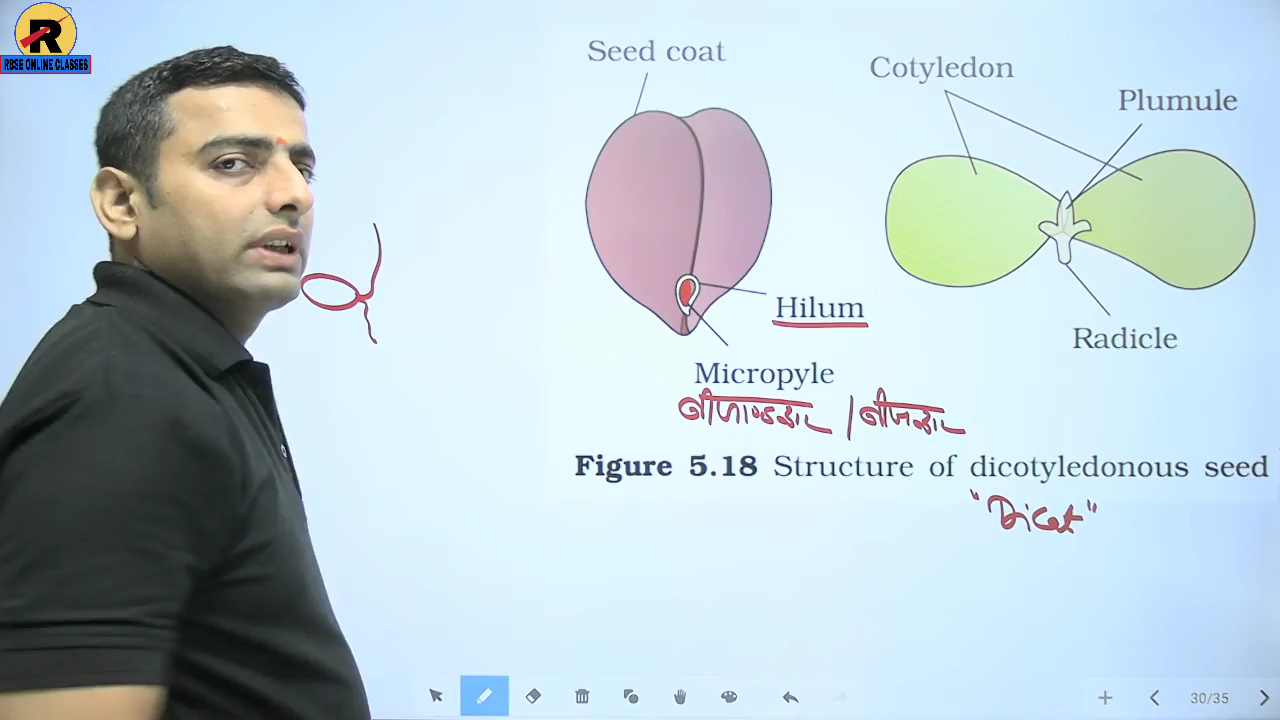 R
RBSE ONLINE CLASSES
Seed coat
Cotyledon
Plumule
Hilum
Radicle
Micropyle
बीजाण्डद्वार / बीजद्वार
Figure 5.18 Structure of dicotyledonous seed
"Dicot"
30/35